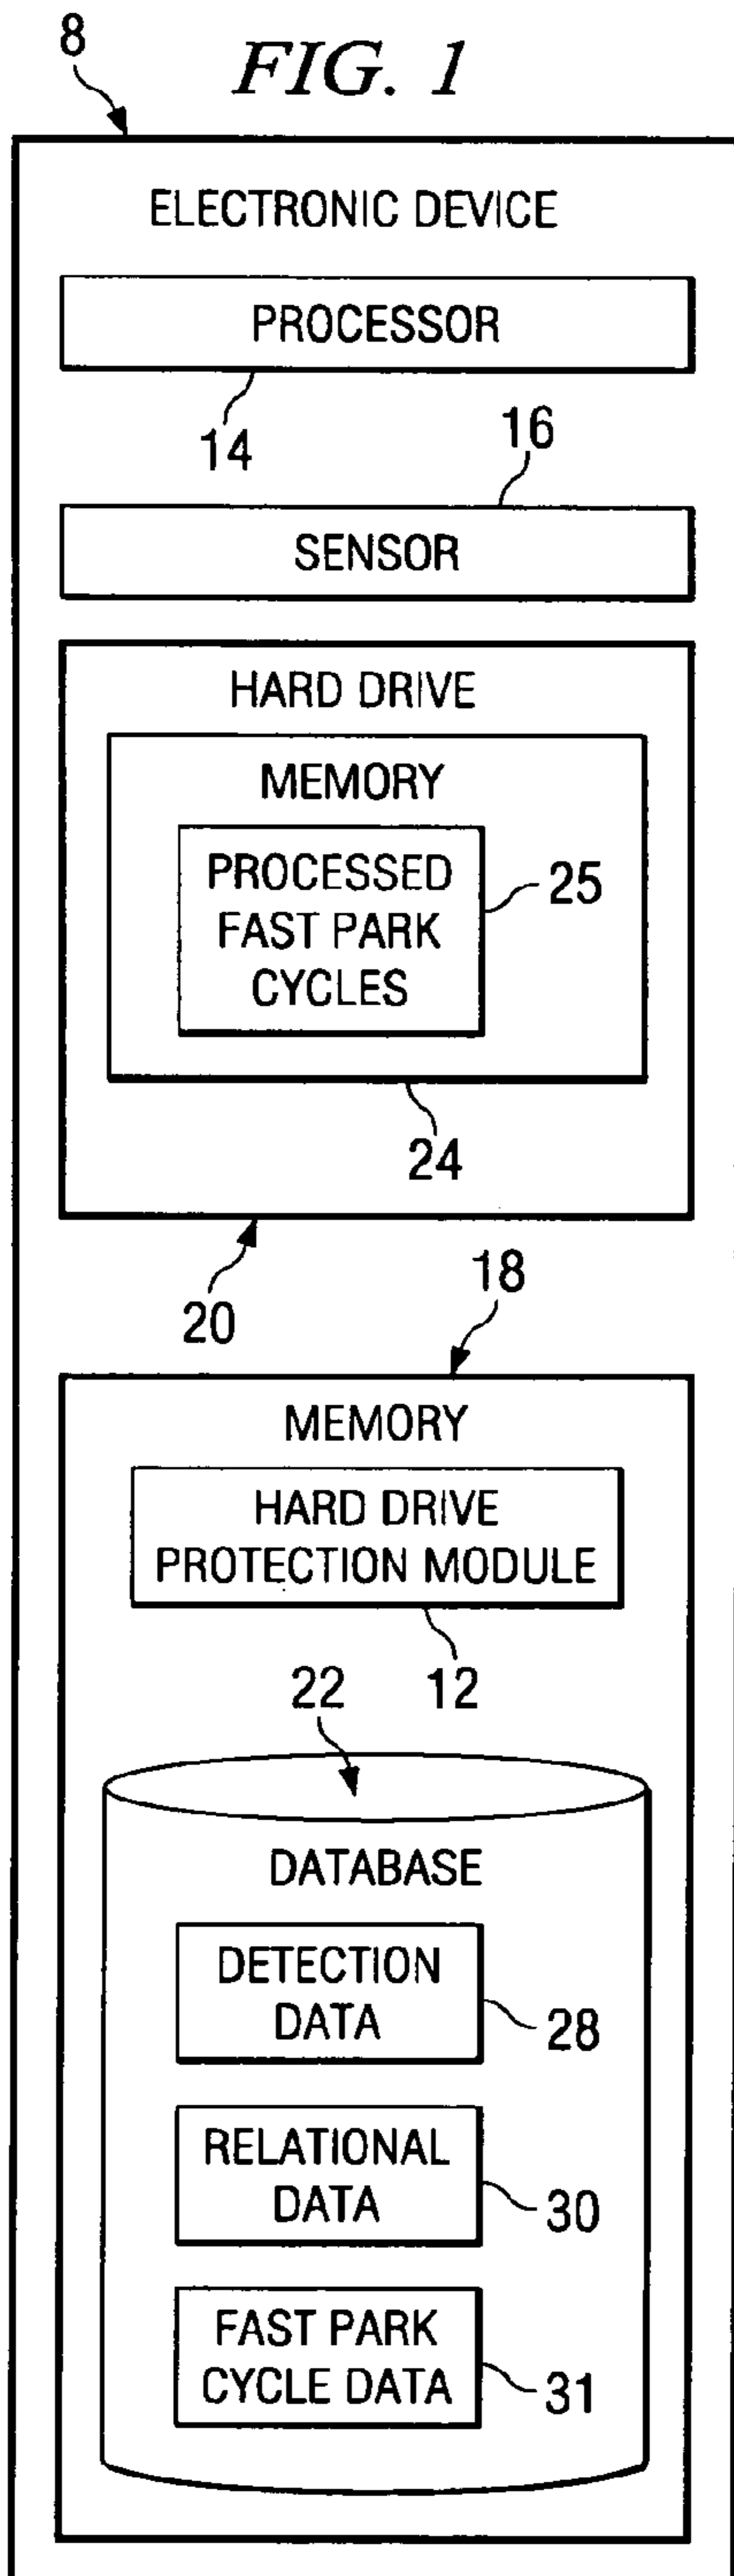 8
FIG. 1
ELECTRONIC DEVICE
PROCESSOR
14
16
SENSOR
HARD DRIVE
MEMORY
PROCESSED
FAST PARK
CYCLES
25
24
20
18
MEMORY
HARD DRIVE
PROTECTION MODULE
12
22
DATABASE
DETECTION
DATA
28
RELATIONAL
DATA
30
FAST PARK
CYCLE DATA
31